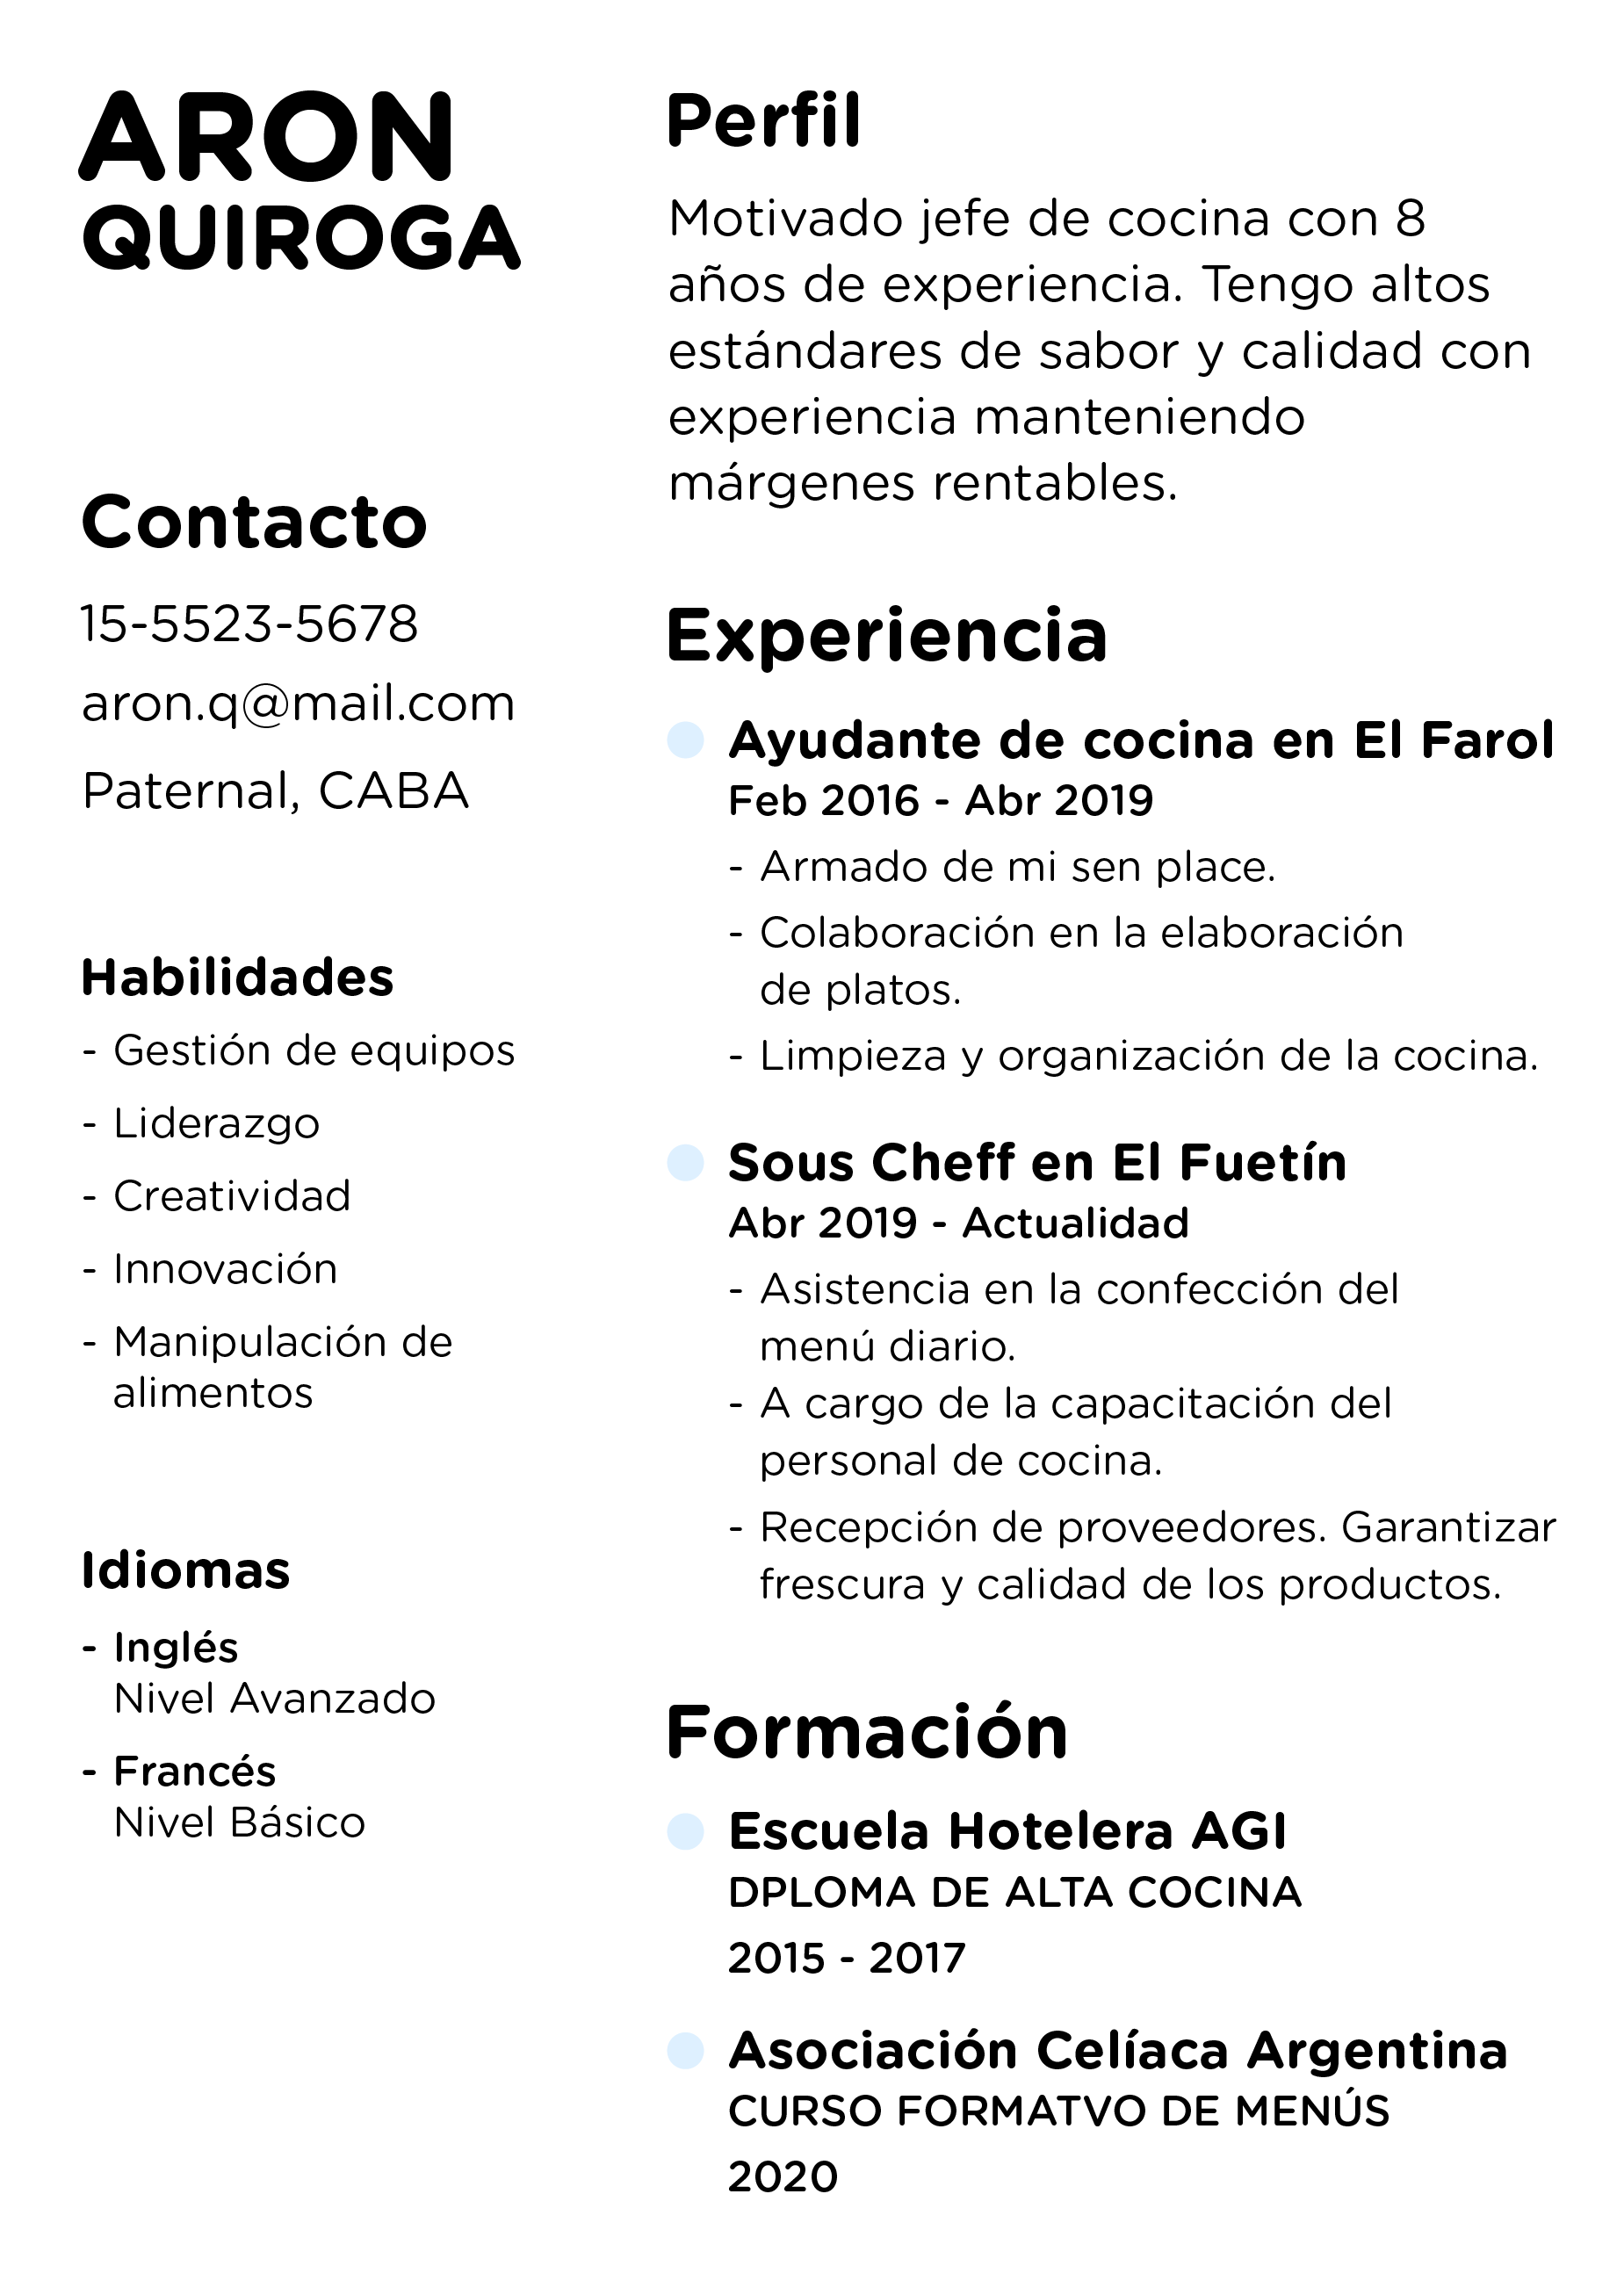 ARON
QUIROGA
Contacto
15-5523-5678
aron.q@mail.com
Paternal, CABA
Habilidades
- Gestión de equipos
- Liderazgo
- Creatividad
- Innovación
- Manipulación de
alimentos
Idiomas
- Inglés
Nivel Avanzado
- Francés
Nivel Básico
Perfil
Motivado jefe de cocina con 8
años de experiencia. Tengo altos
estándares de sabor y calidad con
experiencia manteniendo
márgenes rentables.
Experiencia
Ayudante de cocina en El Farol
Feb 2016 - Abr 2019
- Armado de mi sen place.
- Colaboración en la elaboración
de platos.
- Limpieza y organización de la cocina.
Sous Cheff en El Fuetín
Abr 2019 - Actualidad
- Asistencia en la confección del
menú diario.
- A cargo de la capacitación del
personal de cocina.
- Recepción de proveedores. Garantizar
frescura y calidad de los productos.
Formación
Escuela Hotelera AGI
DPLOMA DE ALTA COCINA
2015 - 2017
Asociación Celíaca Argentina
CURSO FORMATVO DE MENÚS
2020